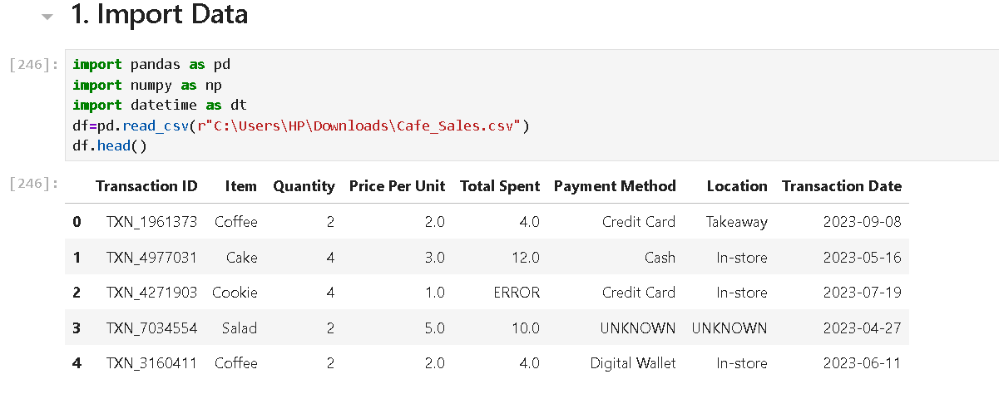 1. Import Data
[246]:
import pandas as pd
import numpy as np
import datetime as dt
df=pd.read_csv(r"C:\Users\HP\Downloads\Cafe_Sales.csv")
df.head()
[246]:
Transaction ID Item Quantity Price Per Unit Total Spent Payment Method Location Transaction Date
0 TXN_1961373 Coffee 2 2.0 4.0 Credit Card Takeaway 2023-09-08
1 TXN_4977031 Cake 4 3.0 12.0 Cash In-store 2023-05-16
2 TXN_4271903 Cookie 4 1.0 ERROR Credit Card In-store 2023-07-19
3 TXN_7034554 Salad 2 5.0 10.0 UNKNOWN UNKNOWN 2023-04-27
4 TXN_3160411 Coffee 2 2.0 4.0 Digital Wallet In-store 2023-06-11